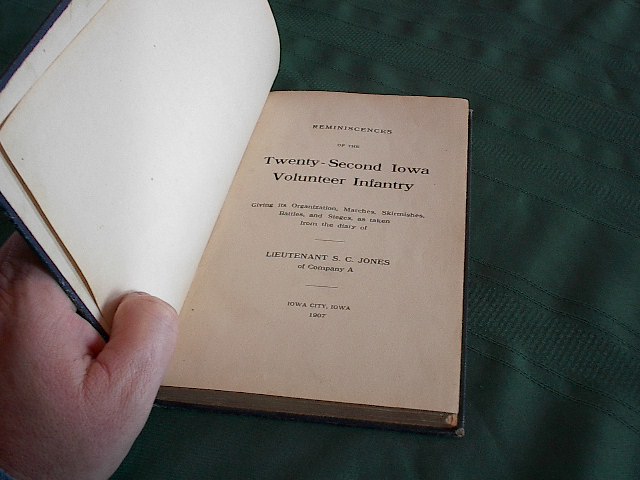 REMINISCENCES
OF THE
Twenty-Second Iowa
Volunteer Infantry
Giving its Organization, Marches, Skirmishes,
Battles, and Sieges, as taken
from the diary of
LIEUTENANT S. C. JONES
of Company A
IOWA CITY, IOWA
1907